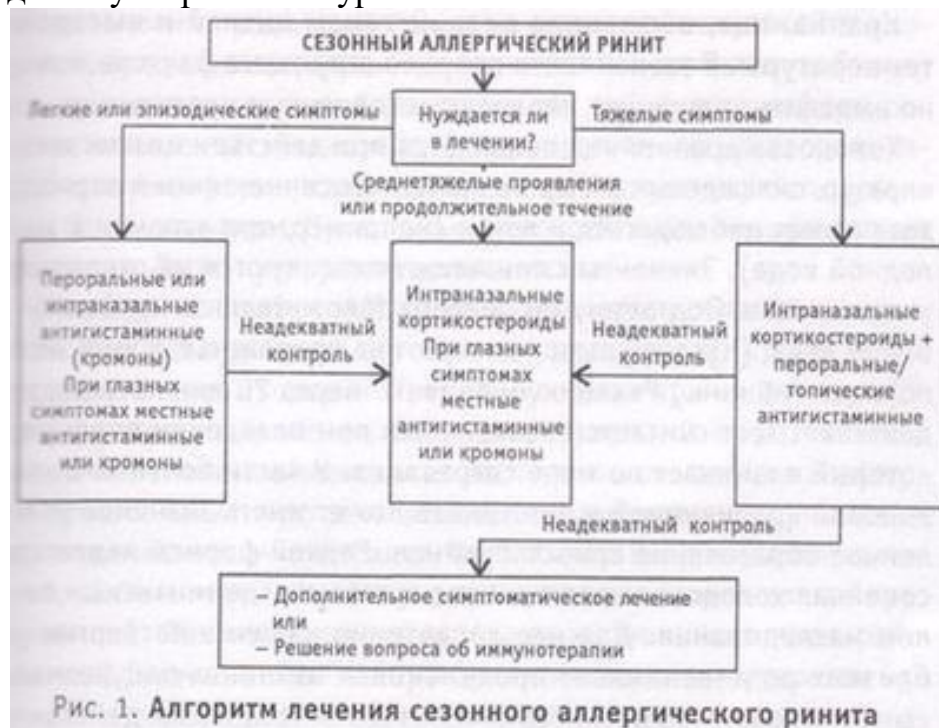 СЕЗОННЫЙ АЛЛЕРГИЧЕСКИЙ РИНИТ
Легкие или эпизодические симптомы
Нуждается ли
в лечении?
Тяжелые симптомы
Среднетяжелые проявления
или продолжительное течение
Пероральные или
интраназальные
антигистаминные
(кромоны)
При глазных
симптомах местные
антигистаминные
или кромоны
Неадекватный
контроль
Интраназальные
кортикостероиды
При глазных
симптомах
местные
антигистаминные
или кромоны
Неадекватный
контроль
Интраназальные
кортикостероиды +
пероральные/
топические
антигистаминные
Неадекватный контроль
– Дополнительное симптоматическое лечение
или
– Решение вопроса об иммунотерапии
Рис. 1. Алгоритм лечения сезонного аллергического ринита